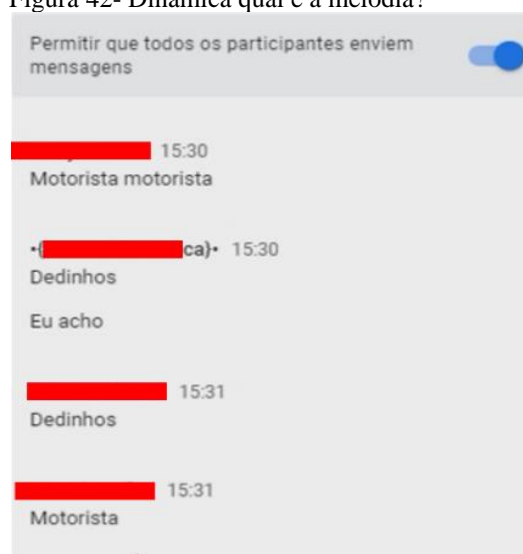 Figura 42- Dinâmica qual é a melodia?
Permitir que todos os participantes enviem
mensagens
15:30
Motorista motorista
•{ ca}• 15:30
Dedinhos
Eu acho
15:31
Dedinhos
15:31
Motorista